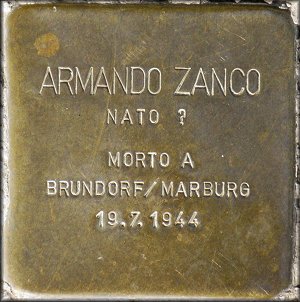 ARMANDO ZANCO
NATO ?
MORTO A
BRUNDORF/MARBURG
19.7.1944